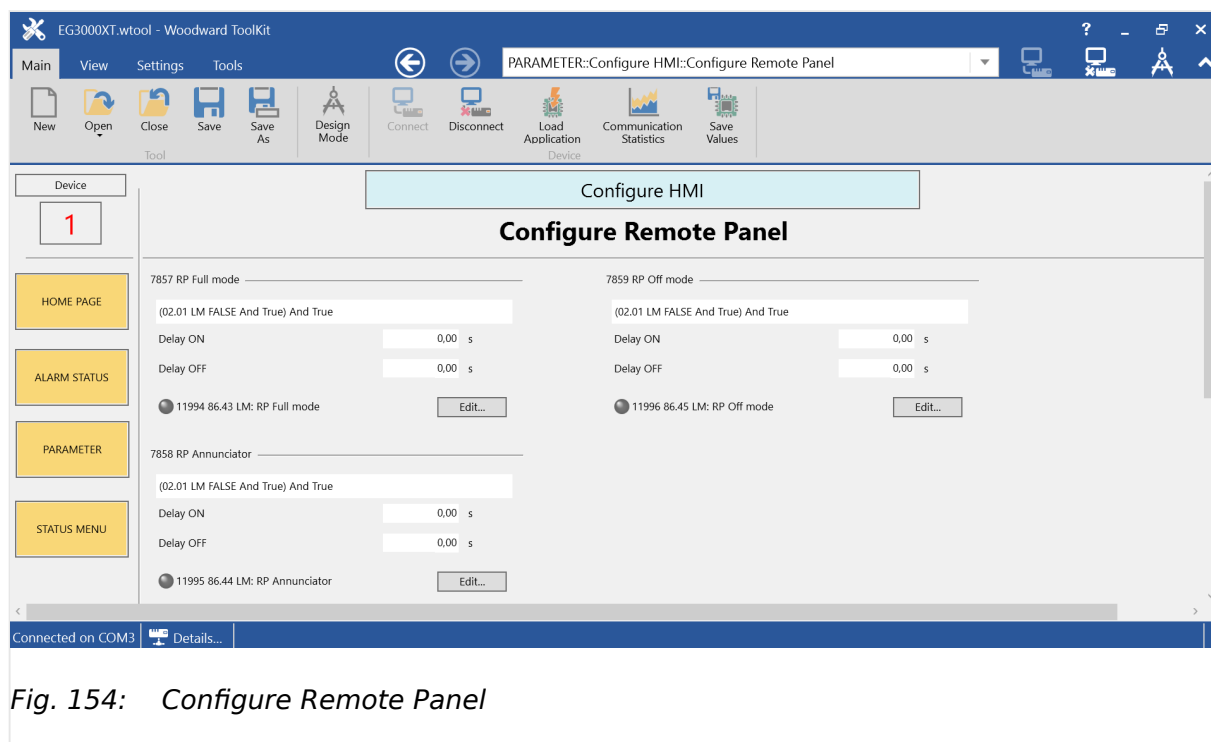 EG3000XT.wtool - Woodward ToolKit
? _ ×
Main View Settings Tools
PARAMETER::Configure HMI::Configure Remote Panel
New Open Close Save Save As Design Mode Connect Disconnect Load Application Communication Statistics Save Values
Tool Device
Device
1
HOME PAGE
ALARM STATUS
PARAMETER
STATUS MENU
Configure HMI
Configure Remote Panel
7857 RP Full mode
(02.01 LM FALSE And True) And True
Delay ON 0,00 s
Delay OFF 0,00 s
11994 86.43 LM: RP Full mode Edit...
7859 RP Off mode
(02.01 LM FALSE And True) And True
Delay ON 0,00 s
Delay OFF 0,00 s
11996 86.45 LM: RP Off mode Edit...
7858 RP Annunciator
(02.01 LM FALSE And True) And True
Delay ON 0,00 s
Delay OFF 0,00 s
11995 86.44 LM: RP Annunciator Edit...
Connected on COM3 Details...
Fig. 154: Configure Remote Panel